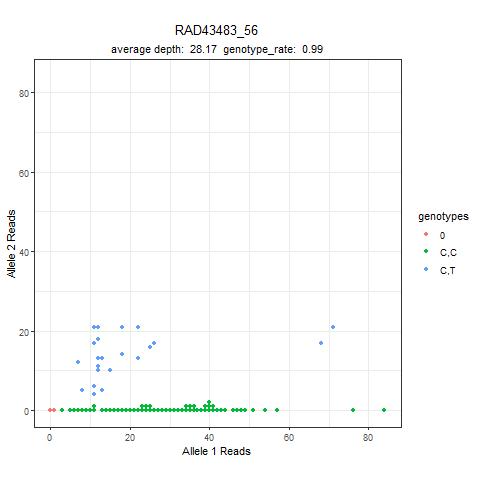 RAD43483_56
average depth: 28.17 genotype_rate: 0.99
80
60
40
20
0
Allele 2 Reads
0 20 40 60 80
Allele 1 Reads
genotypes
0
C,C
C,T